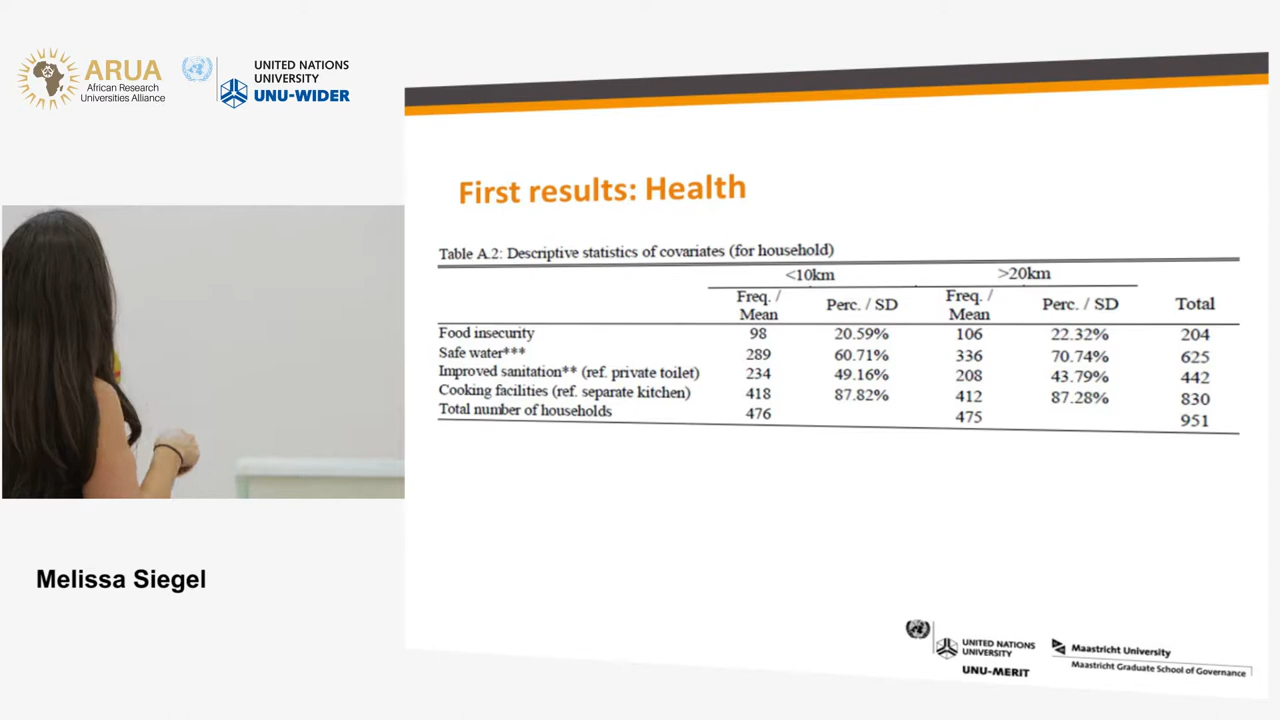 ARUA
African Research
Universities Alliance
UNITED NATIONS
UNIVERSITY
UNU-WIDER
First results: Health
Table A.2: Descriptive statistics of covariates (for household)
<10km >20km
Freq. / Mean Perc. / SD Freq. / Mean Perc. / SD Total
Food insecurity 98 20.59% 106 22.32% 204
Safe water*** 289 60.71% 336 70.74% 625
Improved sanitation** (ref. private toilet) 234 49.16% 208 43.79% 442
Cooking facilities (ref. separate kitchen) 418 87.82% 412 87.28% 830
Total number of households 476 475 951
Melissa Siegel
UNITED NATIONS
UNIVERSITY
UNU-MERIT
Maastricht University
Maastricht Graduate School of Governance